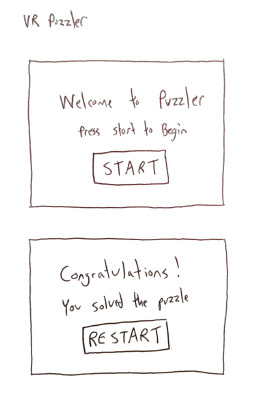 VR Puzzler
Welcome to Puzzler
press start to Begin
START
Congratulations!
You solved the puzzle
RESTART